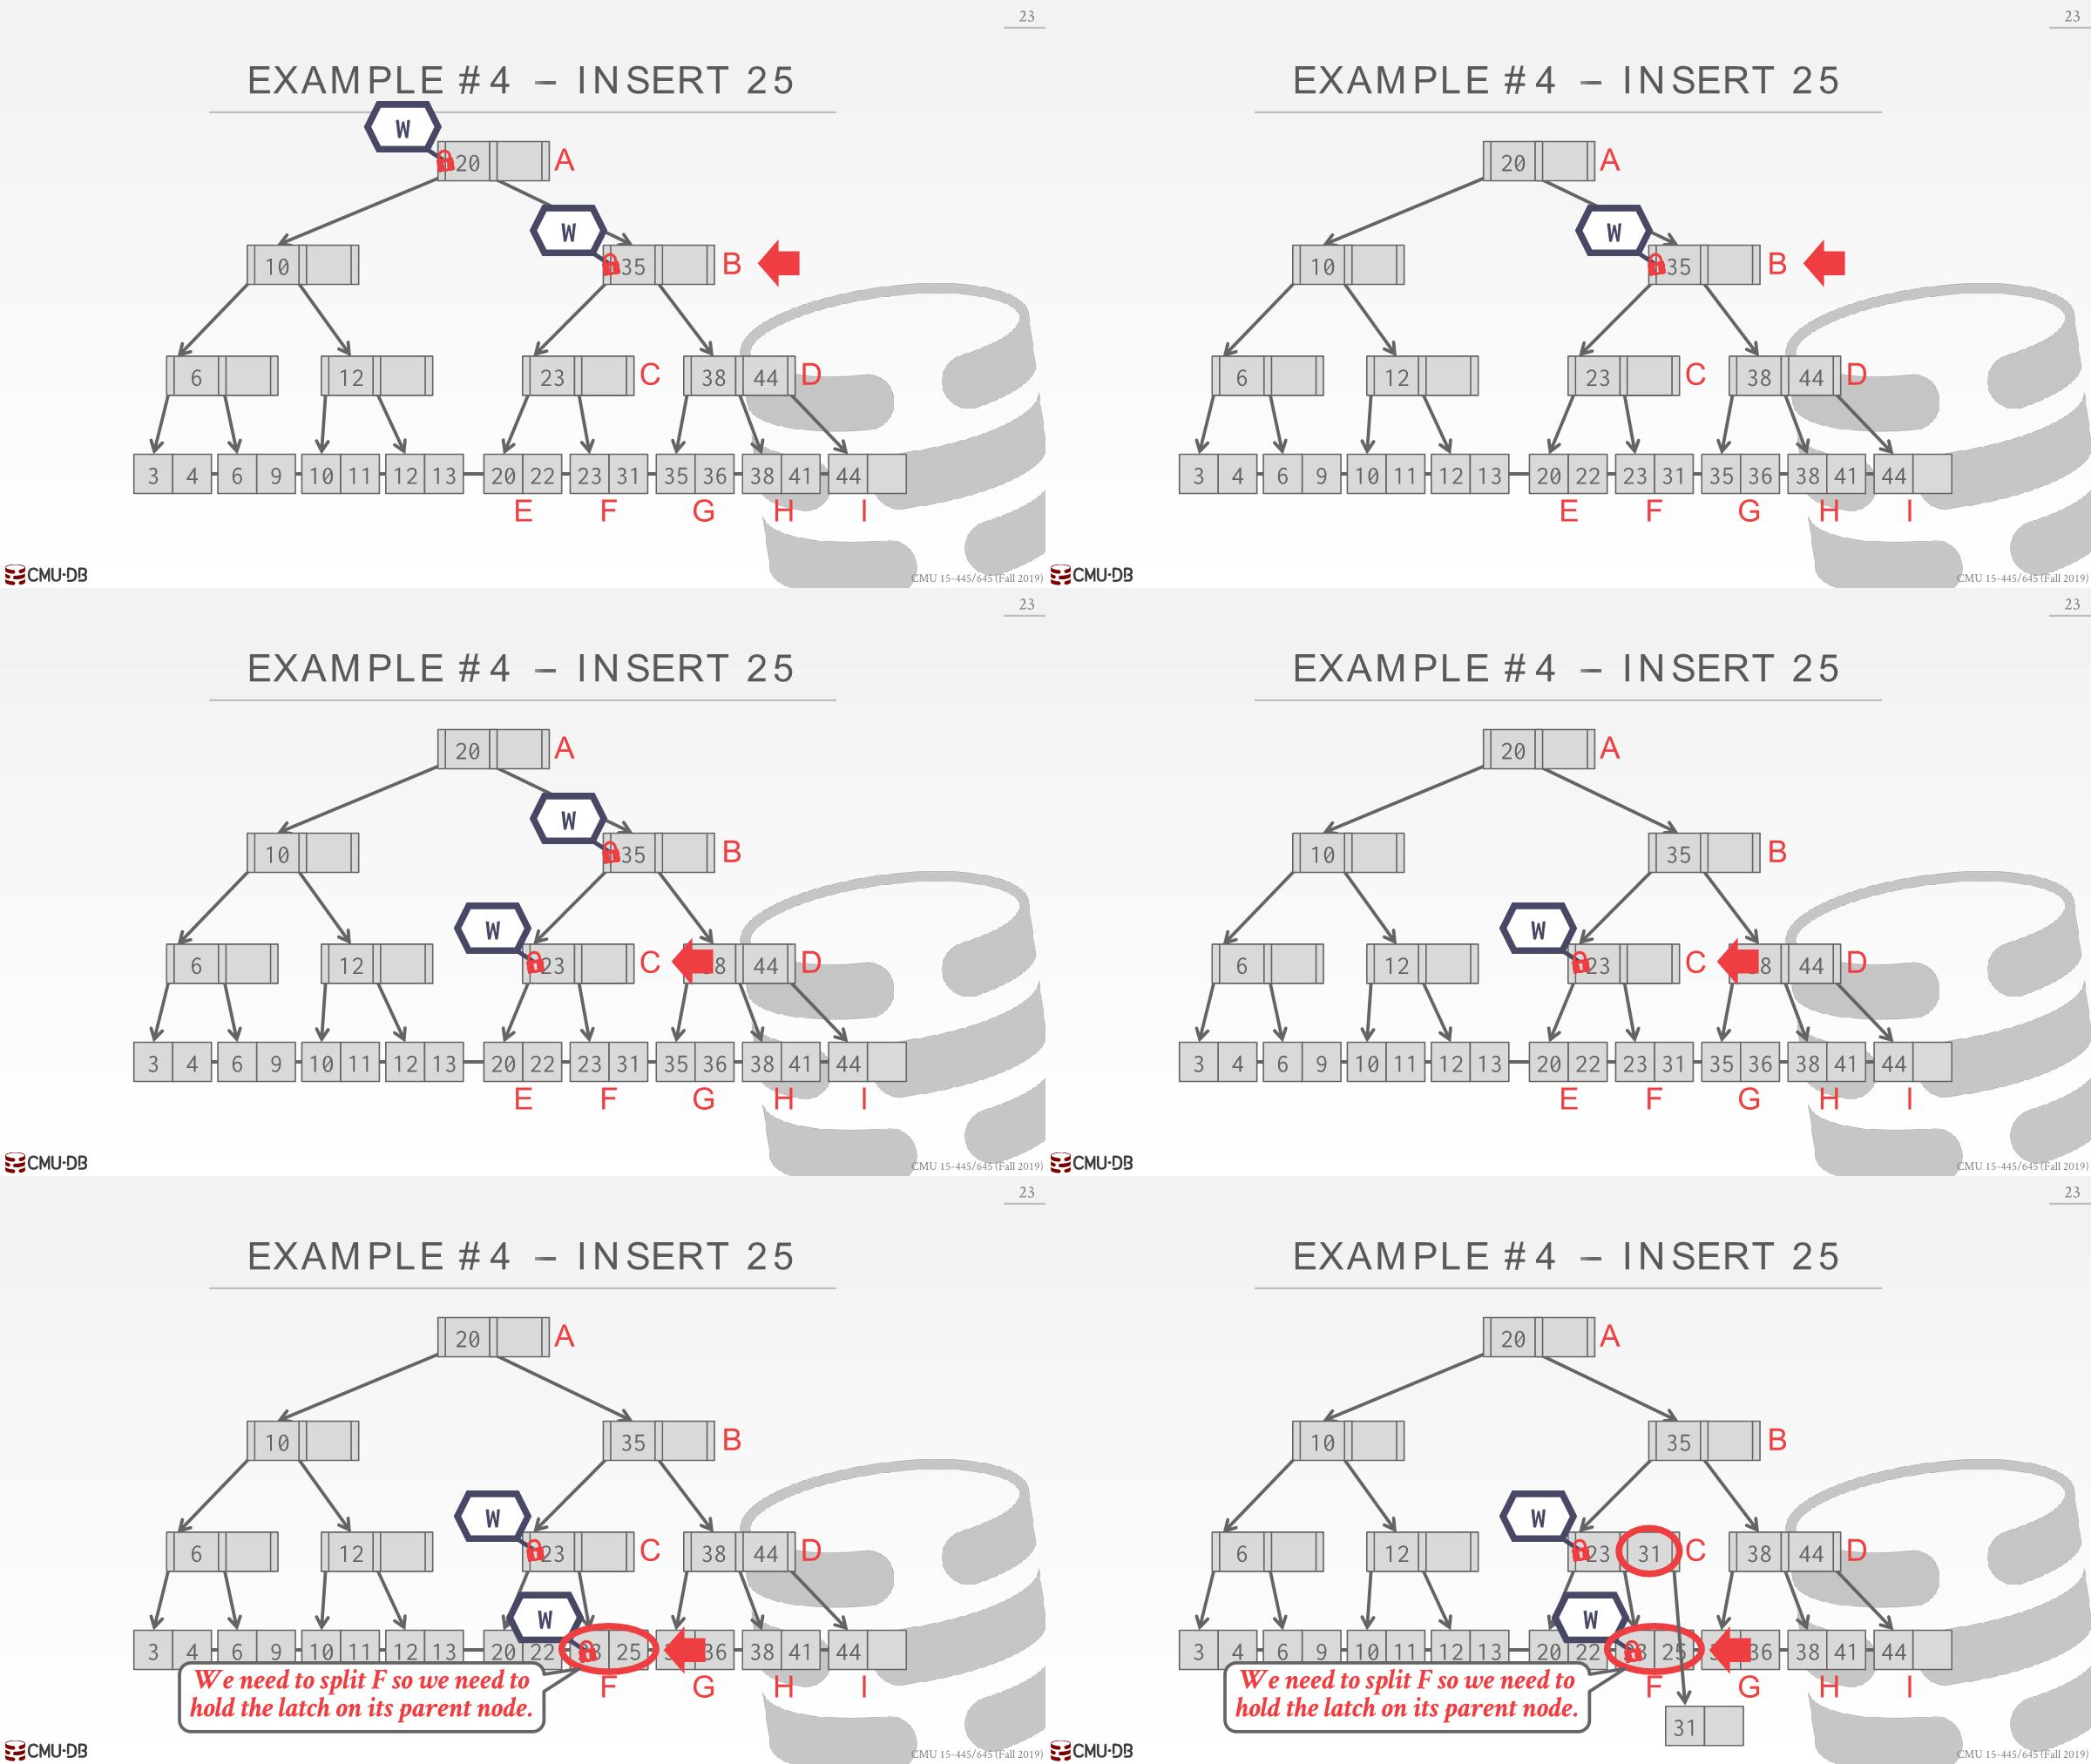 23
EXAMPLE #4 – INSERT 25
W
20 A
W
10 35 B
6 12 23 C 38 44 D
3 4 6 9 10 11 12 13 20 22 23 31 35 36 38 41 44
E F G H I
CMU·DB
CMU 15-445/645 (Fall 2019)
23
EXAMPLE #4 – INSERT 25
20 A
W
10 35 B
6 12 23 C 38 44 D
3 4 6 9 10 11 12 13 20 22 23 31 35 36 38 41 44
E F G H I
CMU·DB
CMU 15-445/645 (Fall 2019)
23
EXAMPLE #4 – INSERT 25
20 A
W
10 35 B
W
6 12 23 C 44 D
3 4 6 9 10 11 12 13 20 22 23 31 35 36 38 41 44
E F G H I
CMU·DB
CMU 15-445/645 (Fall 2019)
23
EXAMPLE #4 – INSERT 25
20 A
10 35 B
W
6 12 23 C 44 D
3 4 6 9 10 11 12 13 20 22 23 31 35 36 38 41 44
E F G H I
CMU·DB
CMU 15-445/645 (Fall 2019)
23
EXAMPLE #4 – INSERT 25
20 A
10 35 B
W
6 12 23 C 38 44 D
W
3 4 6 9 10 11 12 13 20 22 25 36 38 41 44
F G H I
We need to split F so we need to
hold the latch on its parent node.
CMU·DB
CMU 15-445/645 (Fall 2019)
23
EXAMPLE #4 – INSERT 25
20 A
10 35 B
W
6 12 23 31 C 38 44 D
W
3 4 6 9 10 11 12 13 20 22 25 36 38 41 44
F G H I
We need to split F so we need to
hold the latch on its parent node.
31
CMU·DB
CMU 15-445/645 (Fall 2019)